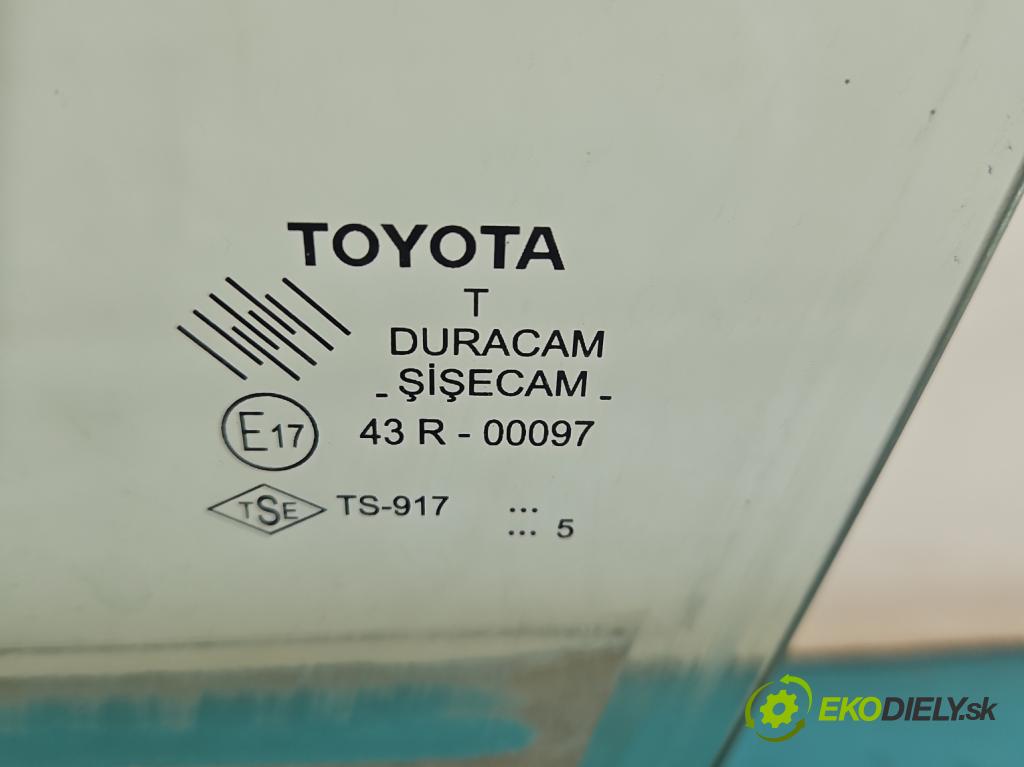 TOYOTA
T
DURACAM
_ ŞİŞECAM _
E17 43 R - 00097
TSE TS-917 ...
... 5
EKODIELY.sk